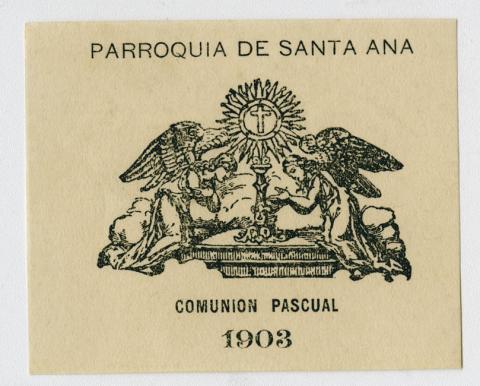 PARROQUIA DE SANTA ANA
COMUNION PASCUAL
1903